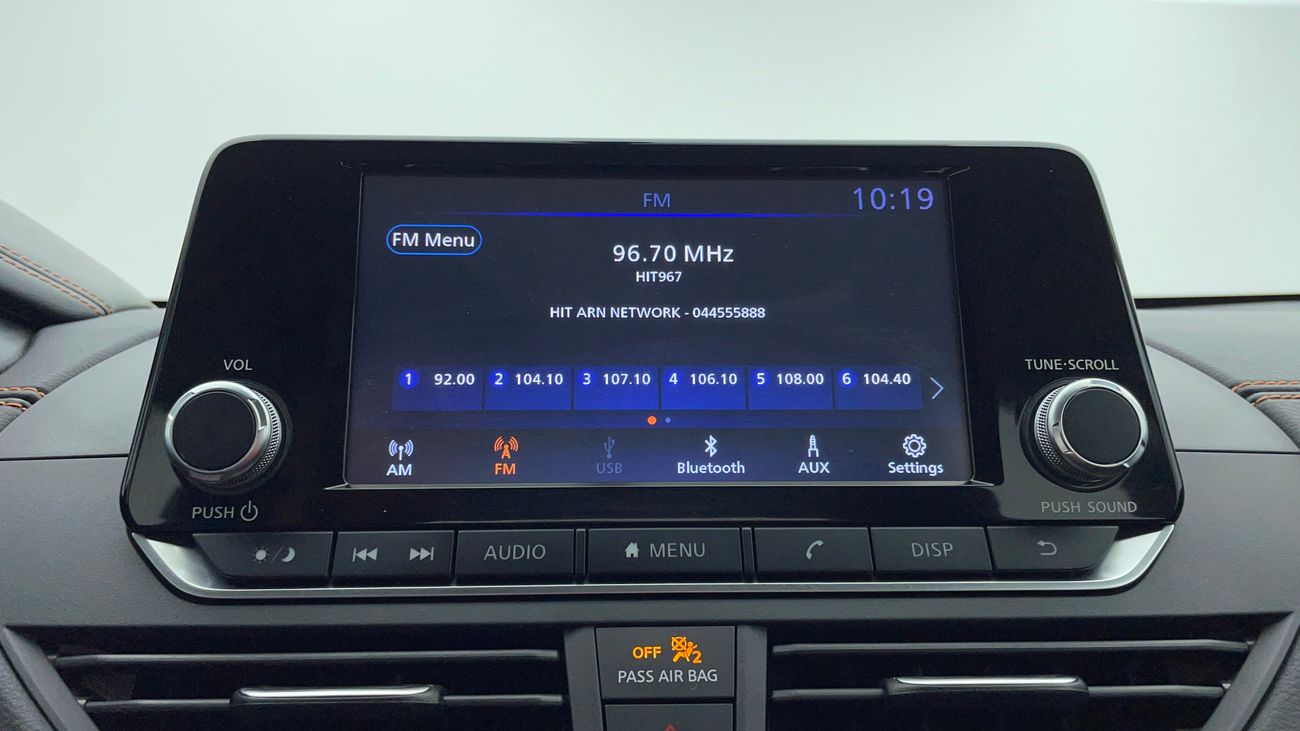 FM 10:19
FM Menu
96.70 MHz
HIT967
HIT ARN NETWORK - 044555888
1 92.00 2 104.10 3 107.10 4 106.10 5 108.00 6 104.40
AM FM USB Bluetooth AUX Settings
VOL
TUNE·SCROLL
PUSH
PUSH SOUND
AUDIO MENU DISP
OFF 2
PASS AIR BAG